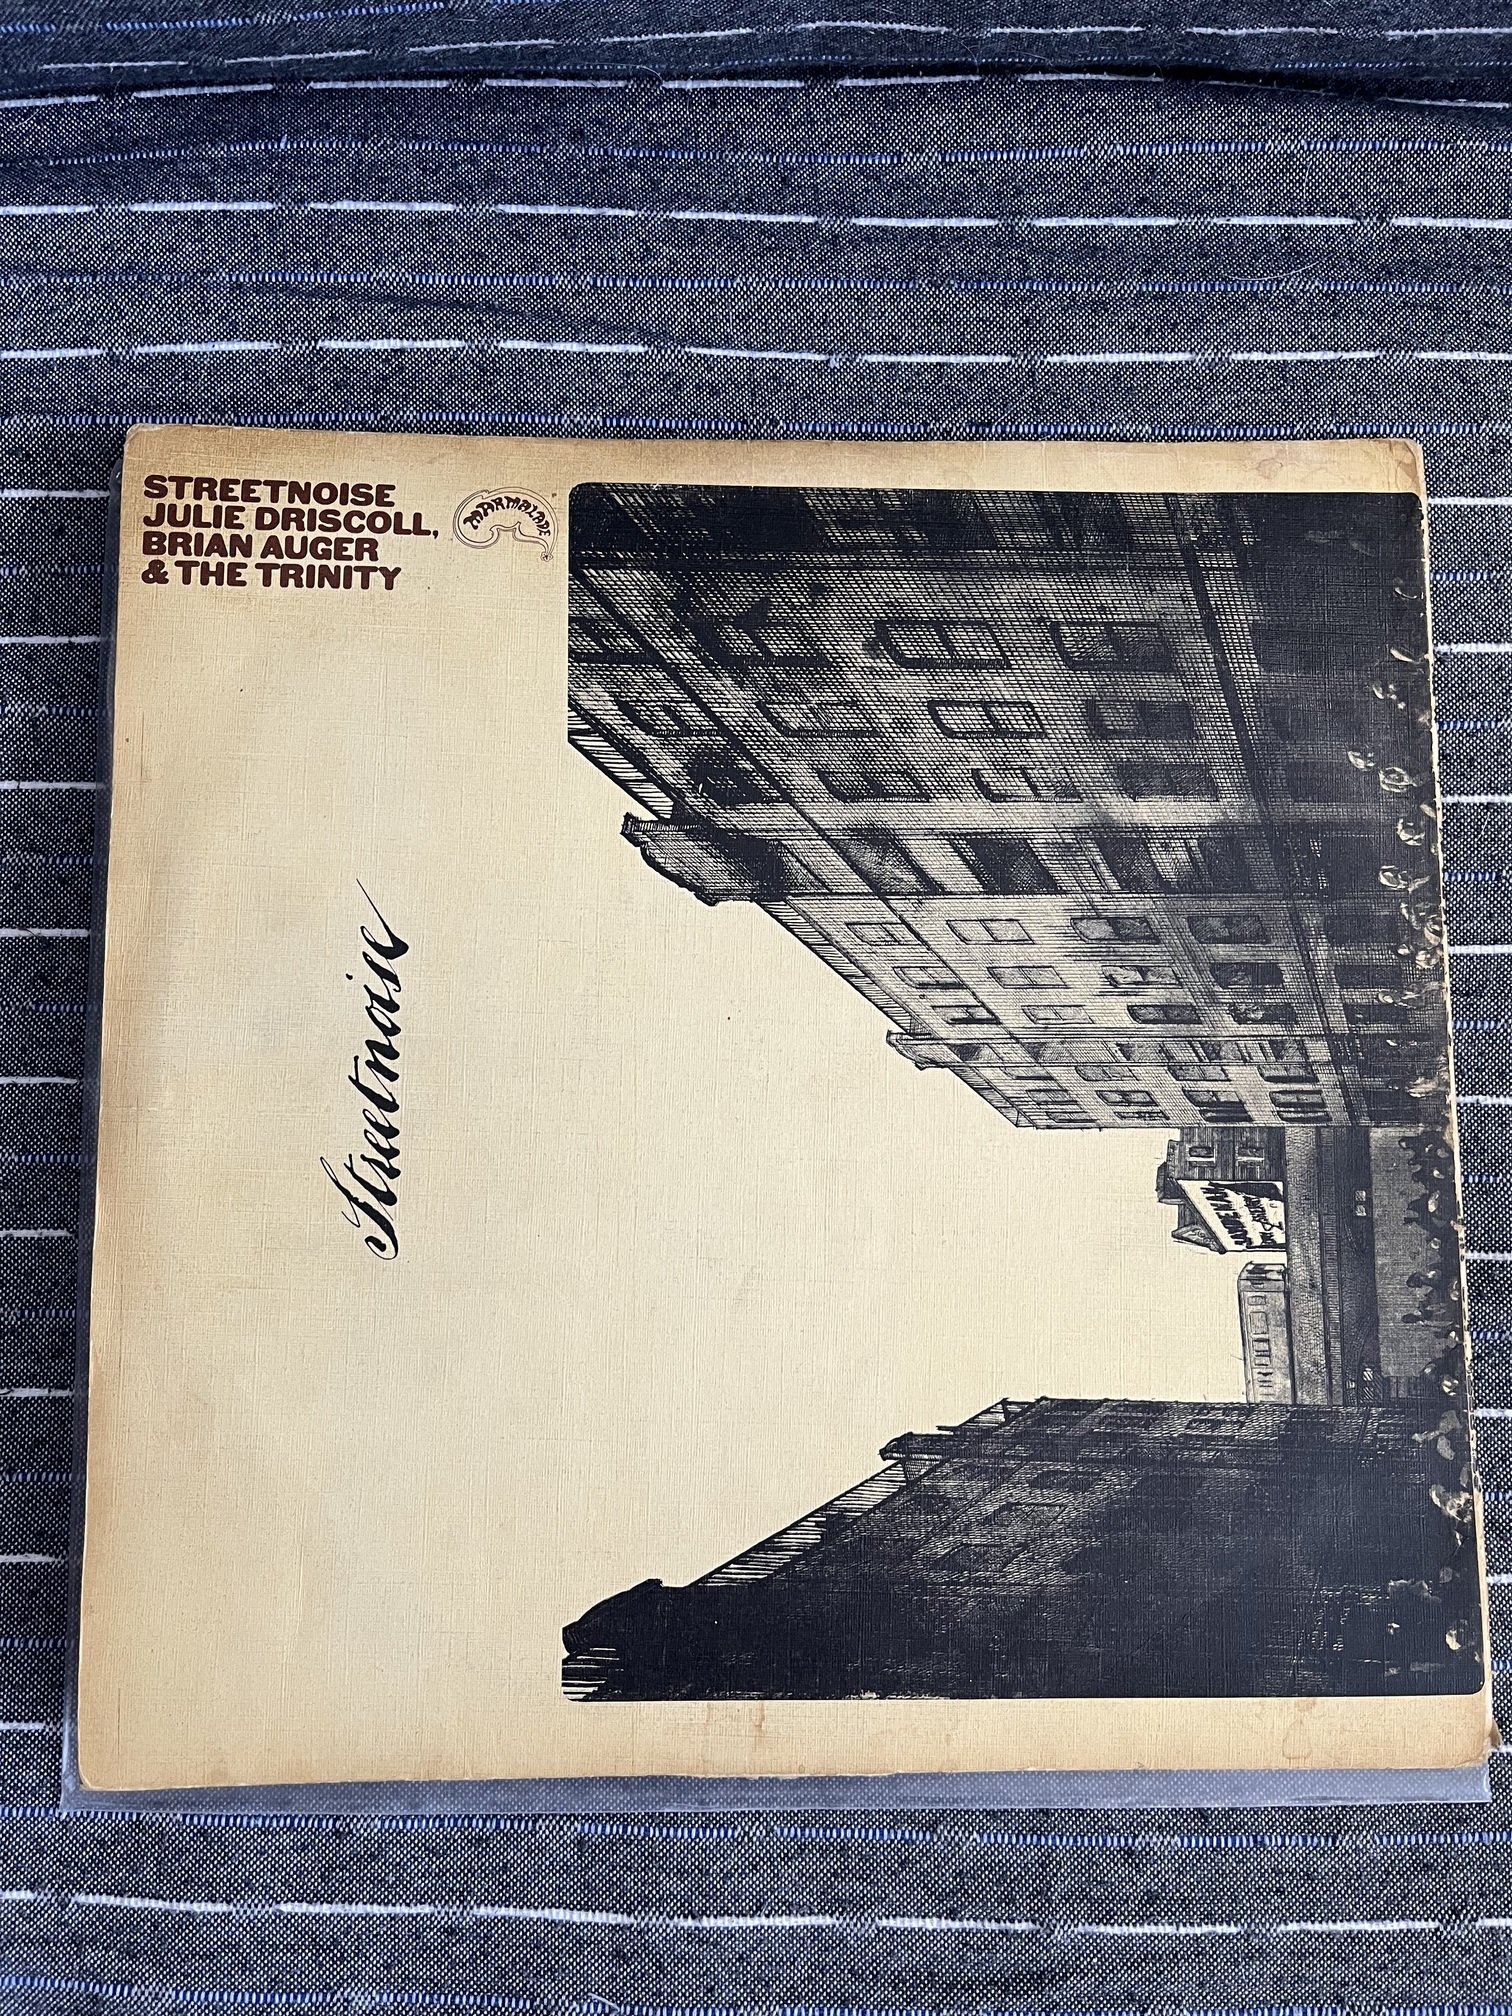 STREETNOISE
JULIE DRISCOLL,
BRIAN AUGER
& THE TRINITY
MARMALADE
Streetnoise